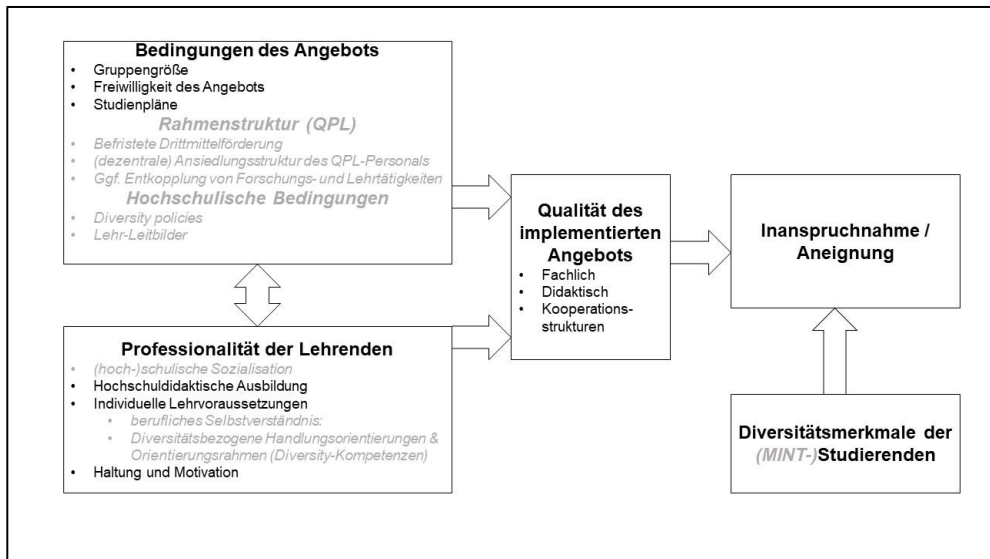 Bedingungen des Angebots
• Gruppengröße
• Freiwilligkeit des Angebots
• Studienpläne
Rahmenstruktur (QPL)
• Befristete Drittmittelförderung
• (dezentrale) Ansiedlungsstruktur des QPL-Personals
• Ggf. Entkopplung von Forschungs- und Lehrtätigkeiten
Hochschulische Bedingungen
• Diversity policies
• Lehr-Leitbilder
Professionalität der Lehrenden
• (hoch-)schulische Sozialisation
• Hochschuldidaktische Ausbildung
• Individuelle Lehrvoraussetzungen
• berufliches Selbstverständnis:
• Diversitätsbezogene Handlungsorientierungen &
Orientierungsrahmen (Diversity-Kompetenzen)
• Haltung und Motivation
Qualität des
implementierten
Angebots
• Fachlich
• Didaktisch
• Kooperations-
strukturen
Inanspruchnahme /
Aneignung
Diversitätsmerkmale der
(MINT-)Studierenden